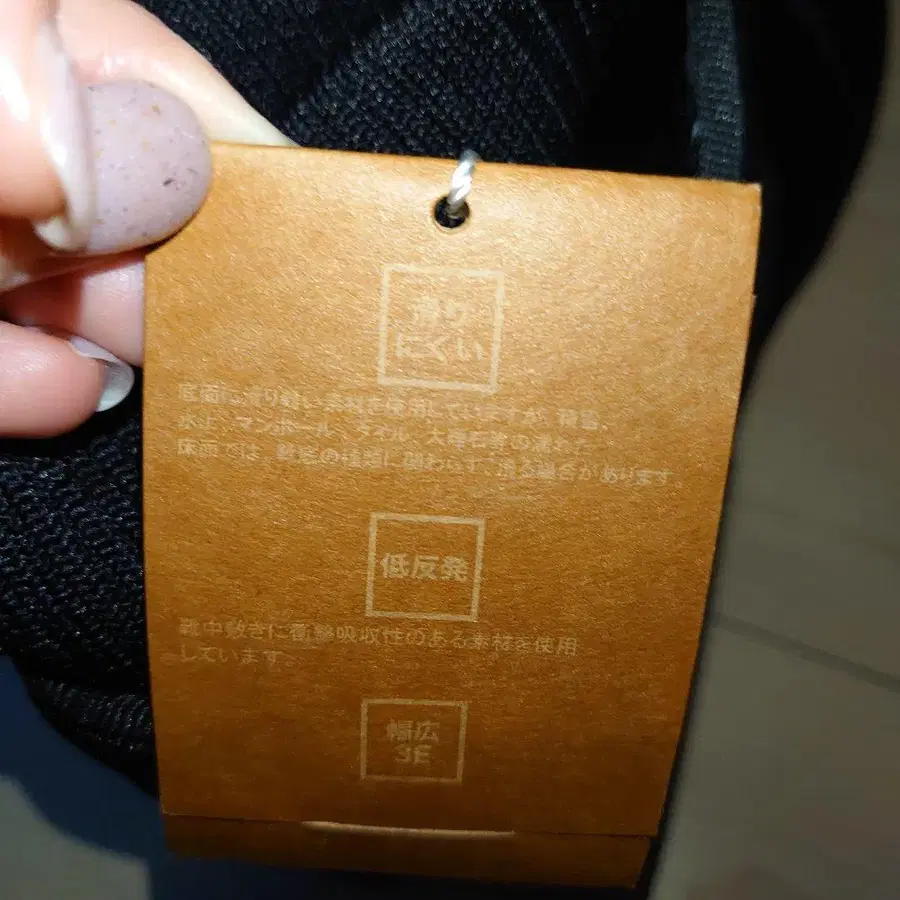 滑り
にくい
底面に滑り難い素材を使用していますが、積雪、
氷上、マンホール、タイル、大理石等の濡れた
床面では、靴底の種類に関わらず、滑る場合があります。
低反発
靴中敷きに衝撃吸収性のある素材を使用
しています。
幅広
3E